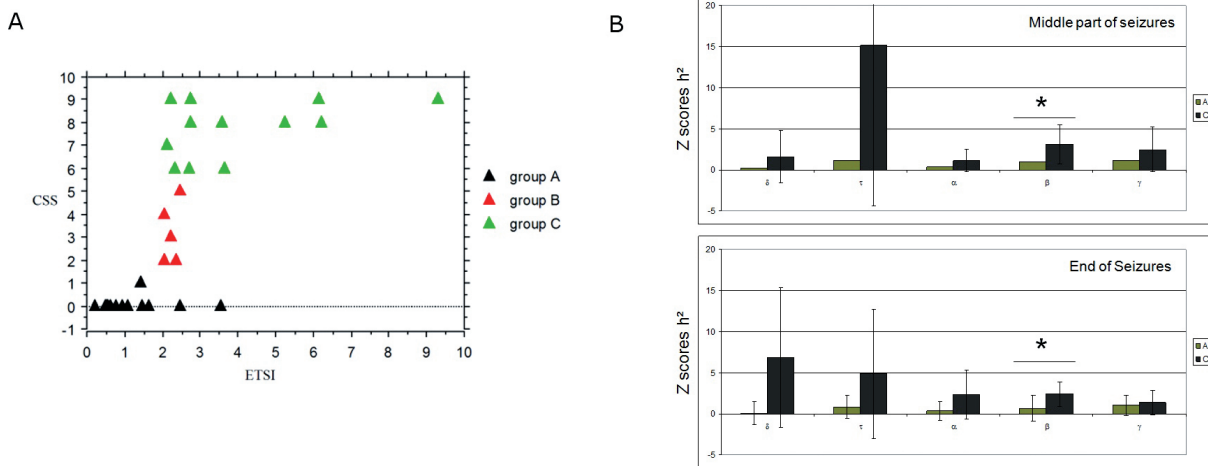 A
10
9
8
7
6
5
4
3
2
1
0
-1
CSS
0 1 2 3 4 5 6 7 8 9 10
ETSI
group A
group B
group C
B
Middle part of seizures
Z scores h²
20
15
10
5
0
-5
*
δ τ α β γ
A
C
End of Seizures
Z scores h²
20
15
10
5
0
-5
*
δ τ α β γ
A
C